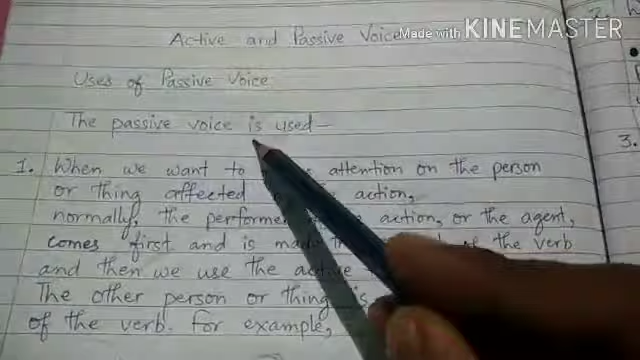 Active and Passive Voice
Made with KINEMASTER
Uses of Passive Voice
The passive voice is used–
1. When we want to attention on the person
or thing affected action,
normally, the performer action, or the agent,
comes first and is made the verb
and then we use the active
The other person or thing is
of the verb. for example,
3.